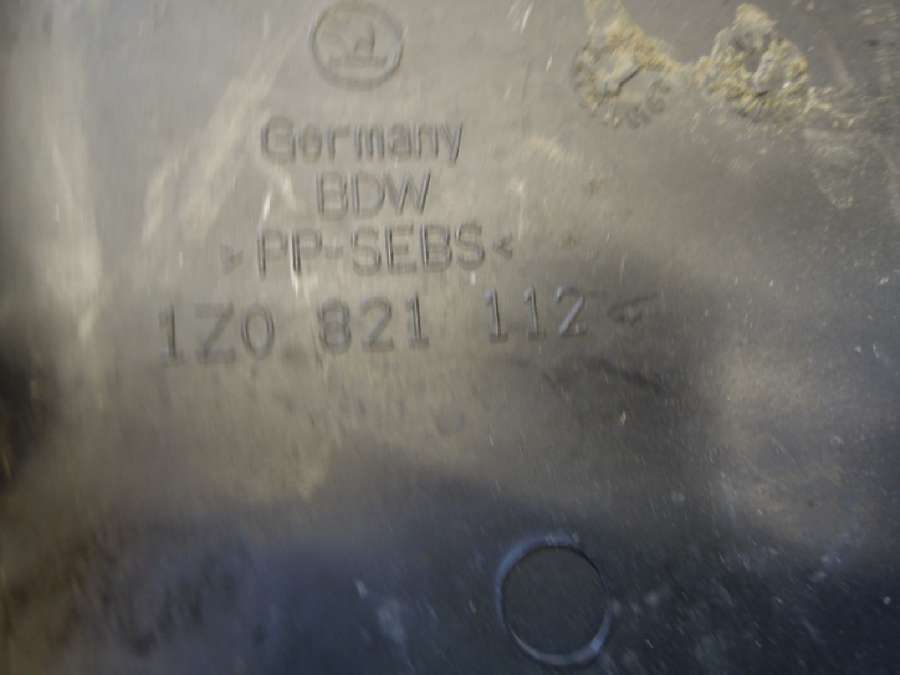 Germany
BDW
>PP-SEBS<
1Z0 821 112